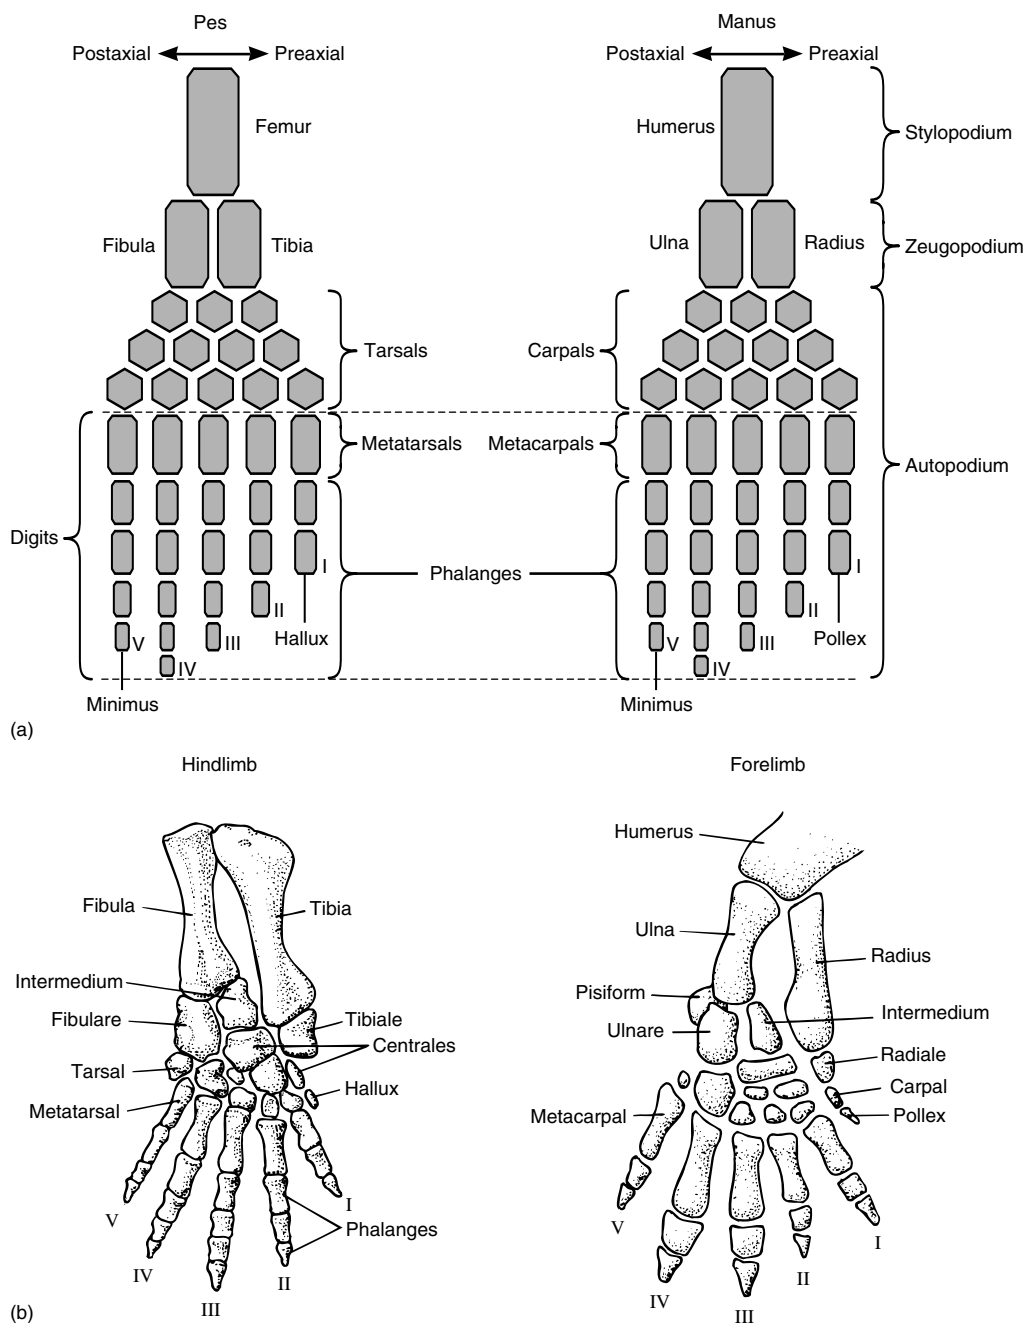 Pes
Manus
Postaxial
Preaxial
Postaxial
Preaxial
Femur
Humerus
Stylopodium
Fibula
Tibia
Ulna
Radius
Zeugopodium
Tarsals
Carpals
Metatarsals
Metacarpals
Autopodium
Digits
Phalanges
I
II
III
IV
V
Hallux
Minimus
I
II
III
IV
V
Pollex
Minimus
(a)
Hindlimb
Forelimb
Fibula
Tibia
Intermedium
Fibulare
Tibiale
Centrales
Tarsal
Hallux
Metatarsal
Phalanges
I
II
III
IV
V
Humerus
Ulna
Radius
Pisiform
Intermedium
Ulnare
Radiale
Carpal
Metacarpal
Pollex
I
II
III
IV
V
(b)